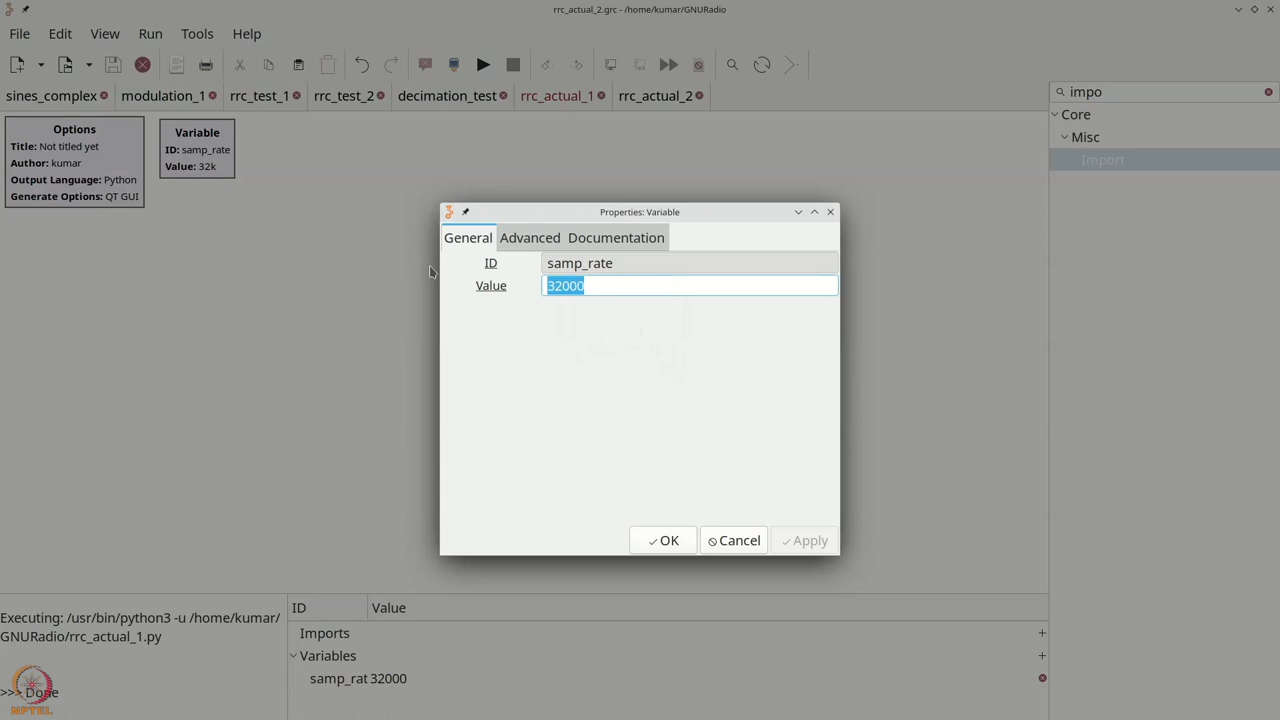 rrc_actual_2.grc - /home/kumar/GNURadio
File Edit View Run Tools Help
sines_complex modulation_1 rrc_test_1 rrc_test_2 decimation_test rrc_actual_1 rrc_actual_2
impo
Core
Misc
Import
Options
Title: Not titled yet
Author: kumar
Output Language: Python
Generate Options: QT GUI
Variable
ID: samp_rate
Value: 32k
Properties: Variable
General Advanced Documentation
ID samp_rate
Value 32000
OK Cancel Apply
Executing: /usr/bin/python3 -u /home/kumar/
GNURadio/rrc_actual_1.py
>>> Done
NPTEL
ID Value
Imports
Variables
samp_rat 32000